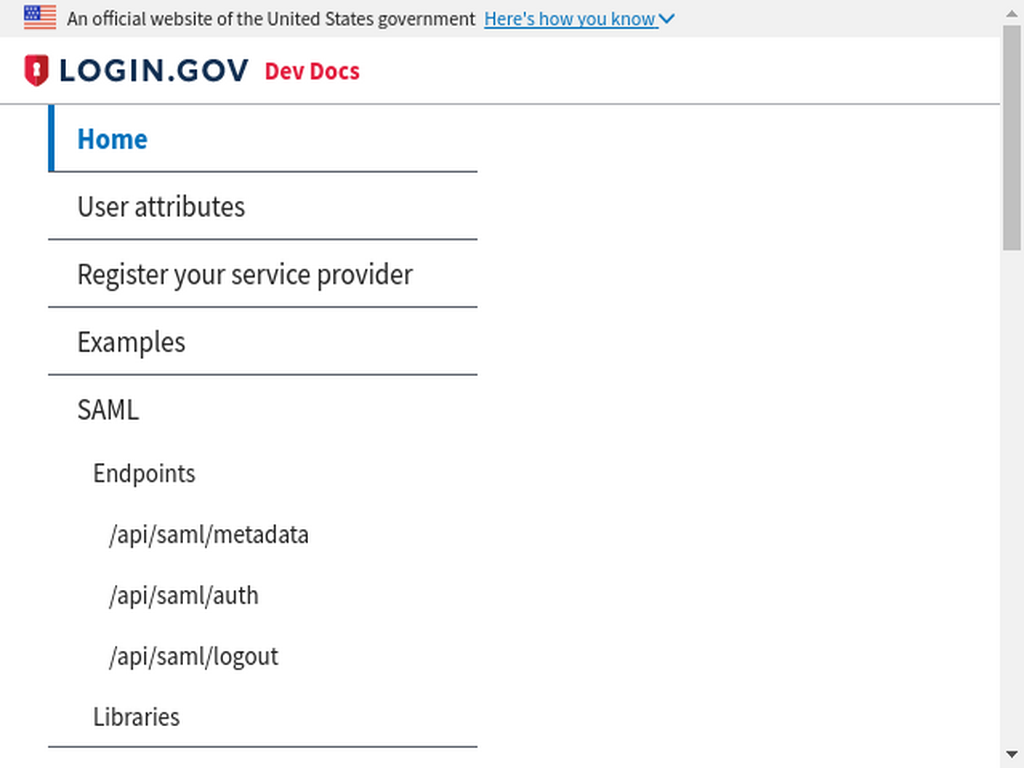 An official website of the United States government Here's how you know
LOGIN.GOV Dev Docs
Home
User attributes
Register your service provider
Examples
SAML
Endpoints
/api/saml/metadata
/api/saml/auth
/api/saml/logout
Libraries